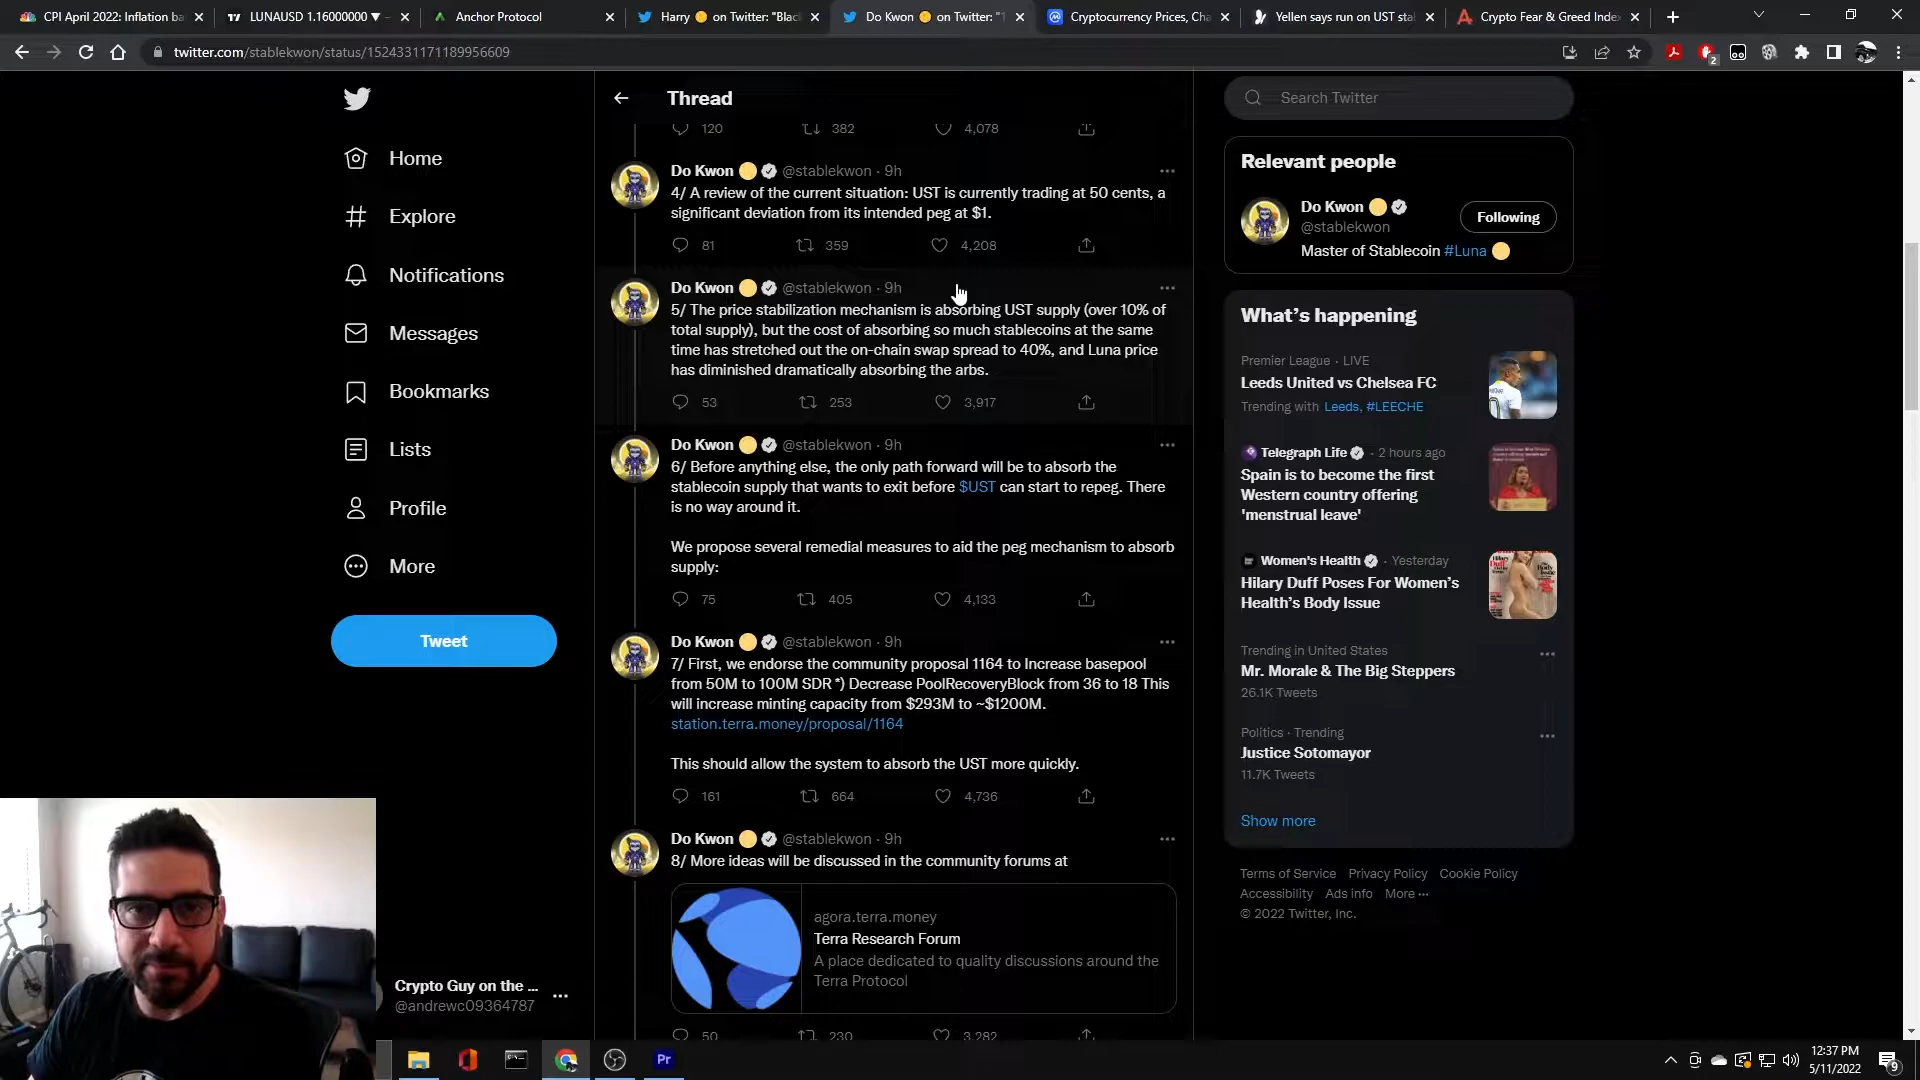 CPI April 2022: Inflation ba
LUNAUSD 1.16000000 ▼ −
Anchor Protocol
Harry 🟡 on Twitter: "Blac
Do Kwon 🟡 on Twitter: "1
Cryptocurrency Prices, Cha
Yellen says run on UST stal
Crypto Fear & Greed Index
twitter.com/stablekwon/status/1524331171189956609
2
Home
Explore
Notifications
Messages
Bookmarks
Lists
Profile
More
Tweet
Crypto Guy on the ...
@andrewc09364787
Thread
120 382 4,078
Do Kwon 🟡 @stablekwon · 9h
4/ A review of the current situation: UST is currently trading at 50 cents, a
significant deviation from its intended peg at $1.
81 359 4,208
Do Kwon 🟡 @stablekwon · 9h
5/ The price stabilization mechanism is absorbing UST supply (over 10% of
total supply), but the cost of absorbing so much stablecoins at the same
time has stretched out the on-chain swap spread to 40%, and Luna price
has diminished dramatically absorbing the arbs.
53 253 3,917
Do Kwon 🟡 @stablekwon · 9h
6/ Before anything else, the only path forward will be to absorb the
stablecoin supply that wants to exit before $UST can start to repeg. There
is no way around it.
We propose several remedial measures to aid the peg mechanism to absorb
supply:
75 405 4,133
Do Kwon 🟡 @stablekwon · 9h
7/ First, we endorse the community proposal 1164 to Increase basepool
from 50M to 100M SDR *) Decrease PoolRecoveryBlock from 36 to 18 This
will increase minting capacity from $293M to ~$1200M.
station.terra.money/proposal/1164
This should allow the system to absorb the UST more quickly.
161 664 4,736
Do Kwon 🟡 @stablekwon · 9h
8/ More ideas will be discussed in the community forums at
agora.terra.money
Terra Research Forum
A place dedicated to quality discussions around the
Terra Protocol
50 230 3,282
Search Twitter
Relevant people
Do Kwon 🟡
@stablekwon
Following
Master of Stablecoin #Luna 🟡
What's happening
Premier League · LIVE
Leeds United vs Chelsea FC
Trending with Leeds, #LEECHE
Telegraph Life · 2 hours ago
Spain is to become the first
Western country offering
'menstrual leave'
Women's Health · Yesterday
Hilary Duff Poses For Women's
Health's Body Issue
Trending in United States
Mr. Morale & The Big Steppers
26.1K Tweets
Politics · Trending
Justice Sotomayor
11.7K Tweets
Show more
Terms of Service Privacy Policy Cookie Policy
Accessibility Ads info More ···
© 2022 Twitter, Inc.
Pr
12:37 PM
5/11/2022
9